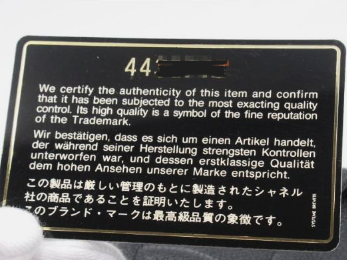 44
We certify the authenticity of this item and confirm
that it has been subjected to the most exacting quality
control. Its high quality is a symbol of the fine reputation
of the Trademark.
Wir bestätigen, dass es sich um einen Artikel handelt,
der während seiner Herstellung strengsten Kontrollen
unterworfen war, und dessen erstklassige Qualität
dem hohen Ansehen unserer Marke entspricht.
この製品は厳しい管理のもとに製造されたシャネル
社の商品であることを証明いたします。
このブランド・マークは最高級品質の象徴です。